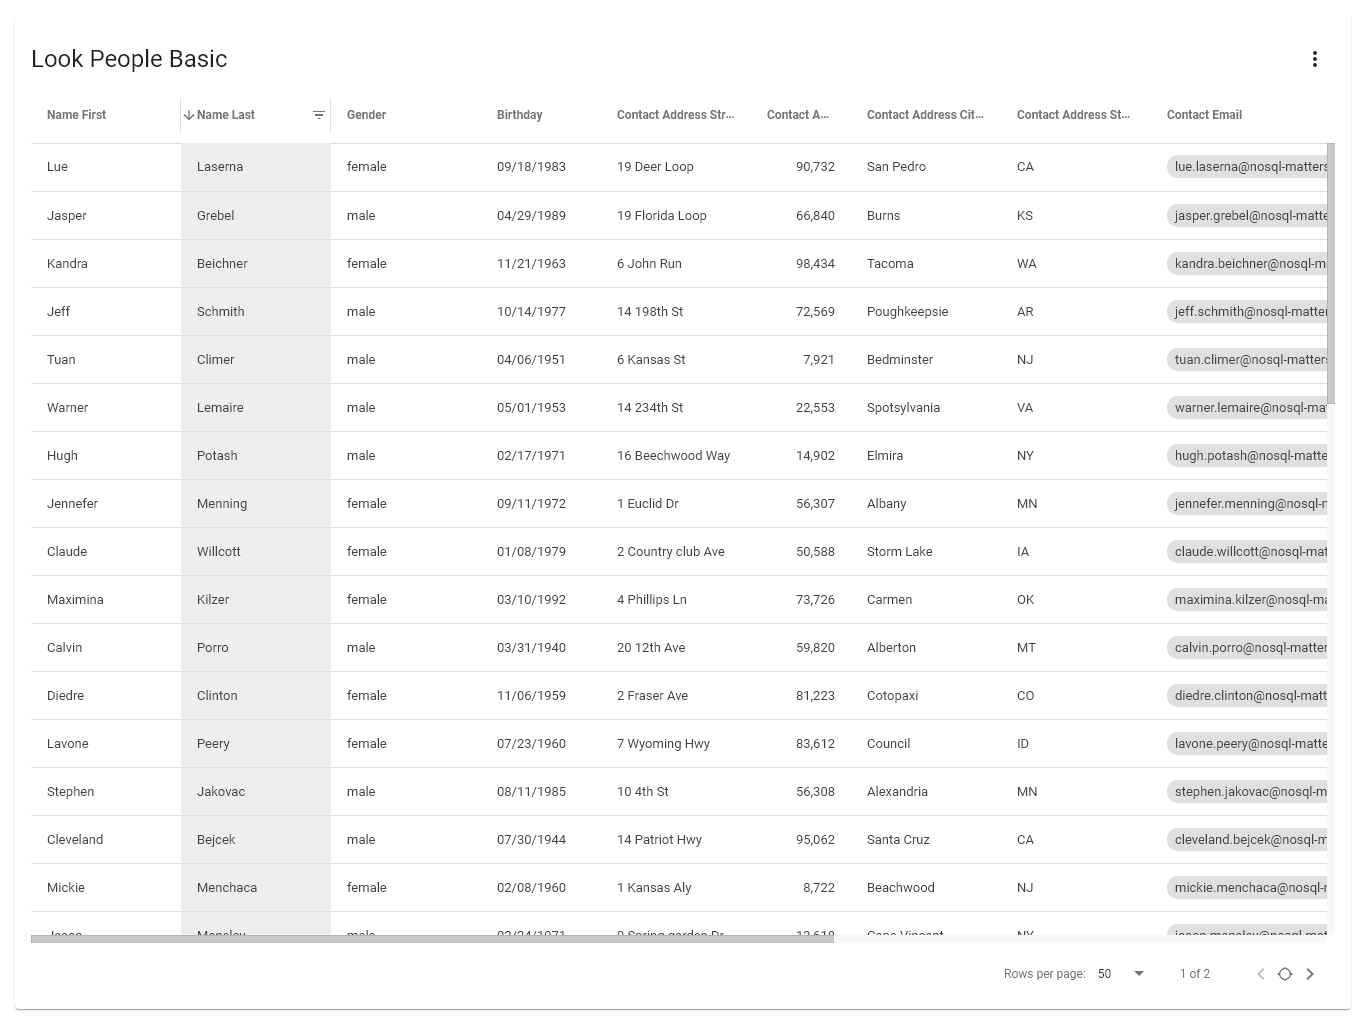 Look People Basic
Name First Name Last Gender Birthday Contact Address Str... Contact A... Contact Address Cit... Contact Address St... Contact Email
Lue Laserna female 09/18/1983 19 Deer Loop 90,732 San Pedro CA lue.laserna@nosql-matters
Jasper Grebel male 04/29/1989 19 Florida Loop 66,840 Burns KS jasper.grebel@nosql-matte
Kandra Beichner female 11/21/1963 6 John Run 98,434 Tacoma WA kandra.beichner@nosql-m
Jeff Schmith male 10/14/1977 14 198th St 72,569 Poughkeepsie AR jeff.schmith@nosql-matter
Tuan Climer male 04/06/1951 6 Kansas St 7,921 Bedminster NJ tuan.climer@nosql-matters
Warner Lemaire male 05/01/1953 14 234th St 22,553 Spotsylvania VA warner.lemaire@nosql-mat
Hugh Potash male 02/17/1971 16 Beechwood Way 14,902 Elmira NY hugh.potash@nosql-matte
Jennefer Menning female 09/11/1972 1 Euclid Dr 56,307 Albany MN jennefer.menning@nosql-m
Claude Willcott female 01/08/1979 2 Country club Ave 50,588 Storm Lake IA claude.willcott@nosql-mat
Maximina Kilzer female 03/10/1992 4 Phillips Ln 73,726 Carmen OK maximina.kilzer@nosql-ma
Calvin Porro male 03/31/1940 20 12th Ave 59,820 Alberton MT calvin.porro@nosql-matter
Diedre Clinton female 11/06/1959 2 Fraser Ave 81,223 Cotopaxi CO diedre.clinton@nosql-matt
Lavone Peery female 07/23/1960 7 Wyoming Hwy 83,612 Council ID lavone.peery@nosql-matte
Stephen Jakovac male 08/11/1985 10 4th St 56,308 Alexandria MN stephen.jakovac@nosql-m
Cleveland Bejcek male 07/30/1944 14 Patriot Hwy 95,062 Santa Cruz CA cleveland.bejcek@nosql-m
Mickie Menchaca female 02/08/1960 1 Kansas Aly 8,722 Beachwood NJ mickie.menchaca@nosql-r
Rows per page: 50 1 of 2